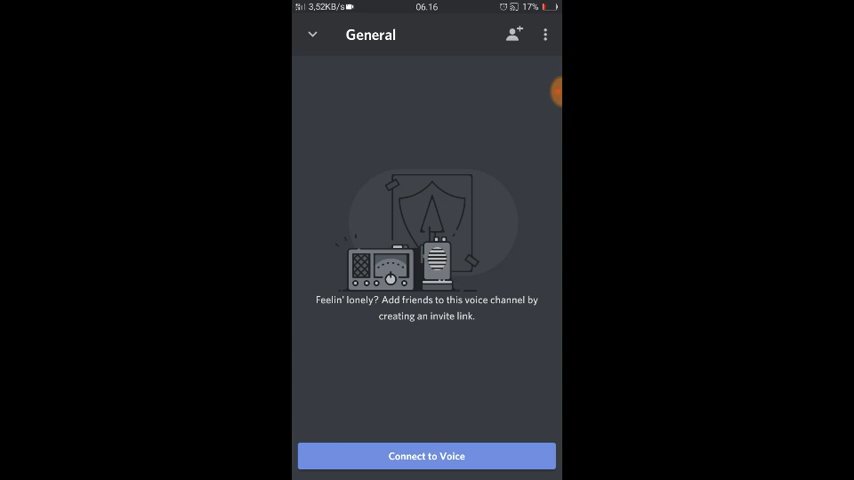 3,52KB/s 06.16 17%
General
Feelin' lonely? Add friends to this voice channel by
creating an invite link.
Connect to Voice